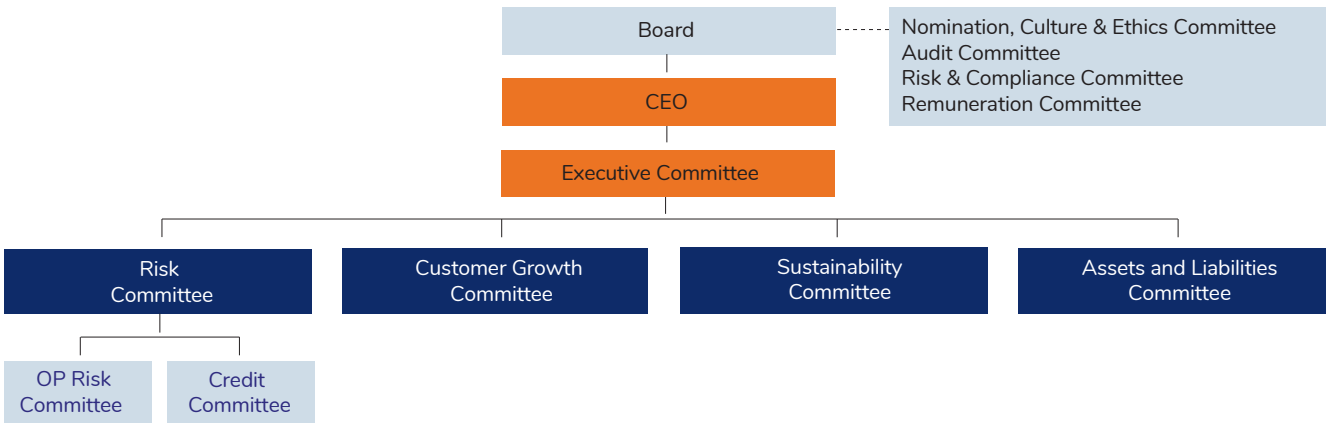 Board
Nomination, Culture & Ethics Committee
Audit Committee
Risk & Compliance Committee
Remuneration Committee
CEO
Executive Committee
Risk
Committee
Customer Growth
Committee
Sustainability
Committee
Assets and Liabilities
Committee
OP Risk
Committee
Credit
Committee